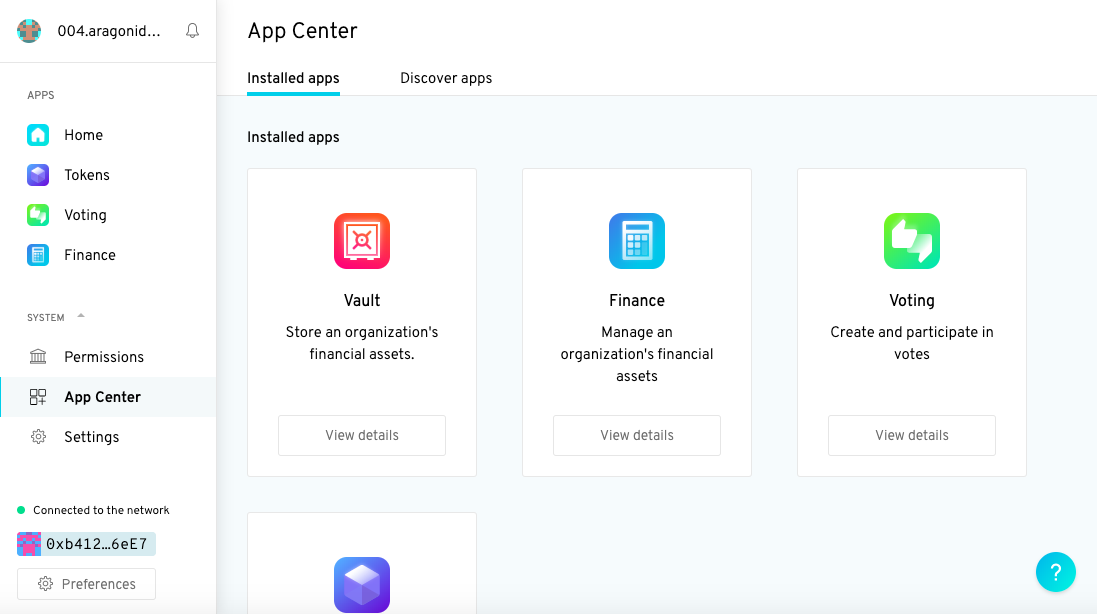 004.aragonid…
APPS
Home
Tokens
Voting
Finance
SYSTEM
Permissions
App Center
Settings
Connected to the network
0xb412…6eE7
Preferences
App Center
Installed apps
Discover apps
Installed apps
Vault
Store an organization's
financial assets.
View details
Finance
Manage an
organization's financial
assets
View details
Voting
Create and participate in
votes
View details
?